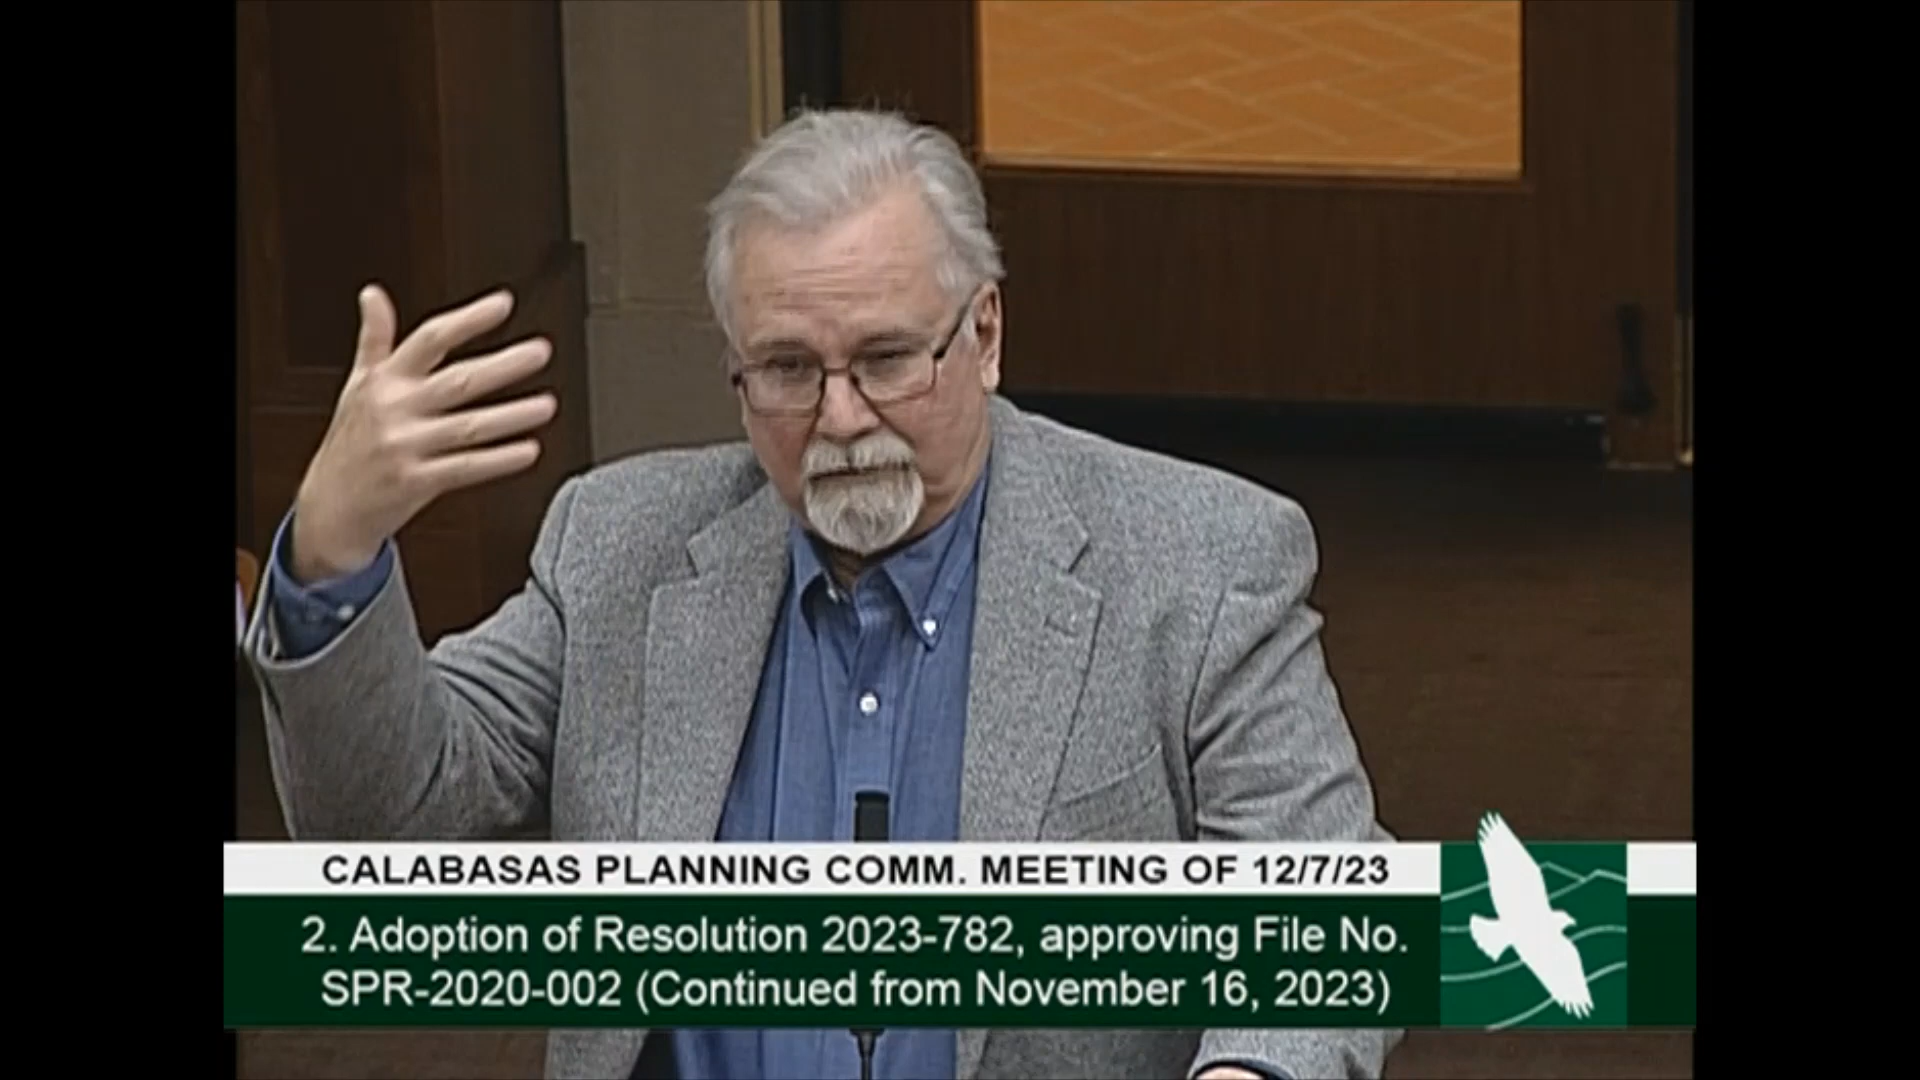 CALABASAS PLANNING COMM. MEETING OF 12/7/23
2. Adoption of Resolution 2023-782, approving File No.
SPR-2020-002 (Continued from November 16, 2023)